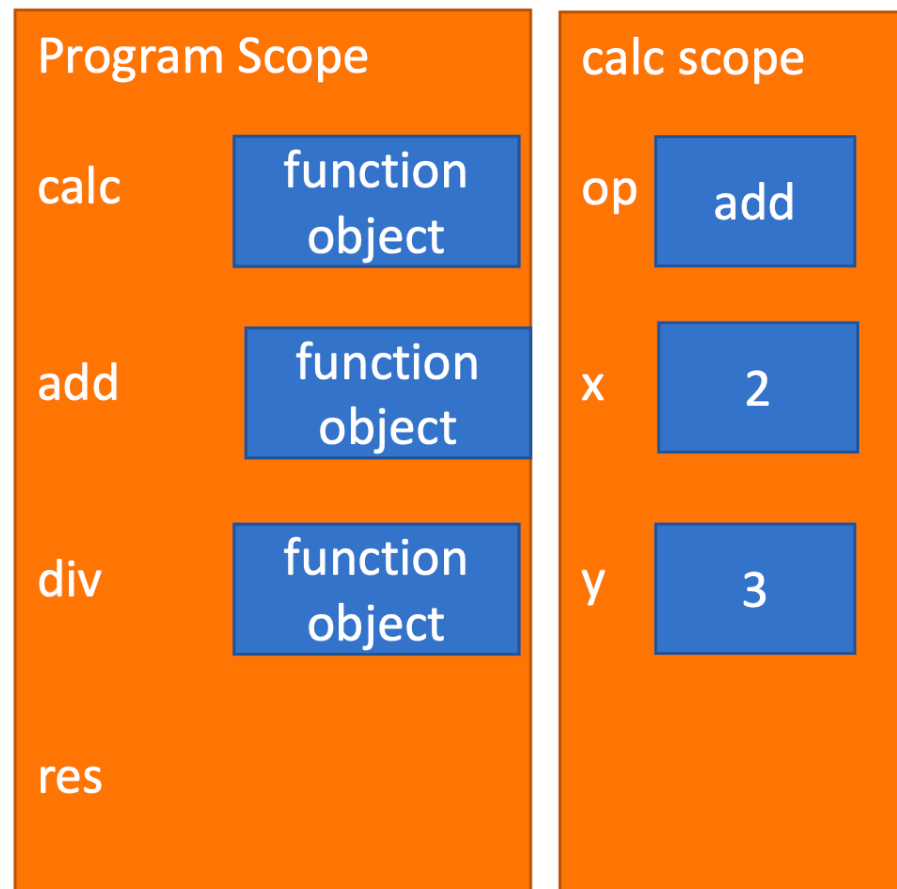 Program Scope
calc
function
object
add
function
object
div
function
object
res
calc scope
op
add
x
2
y
3